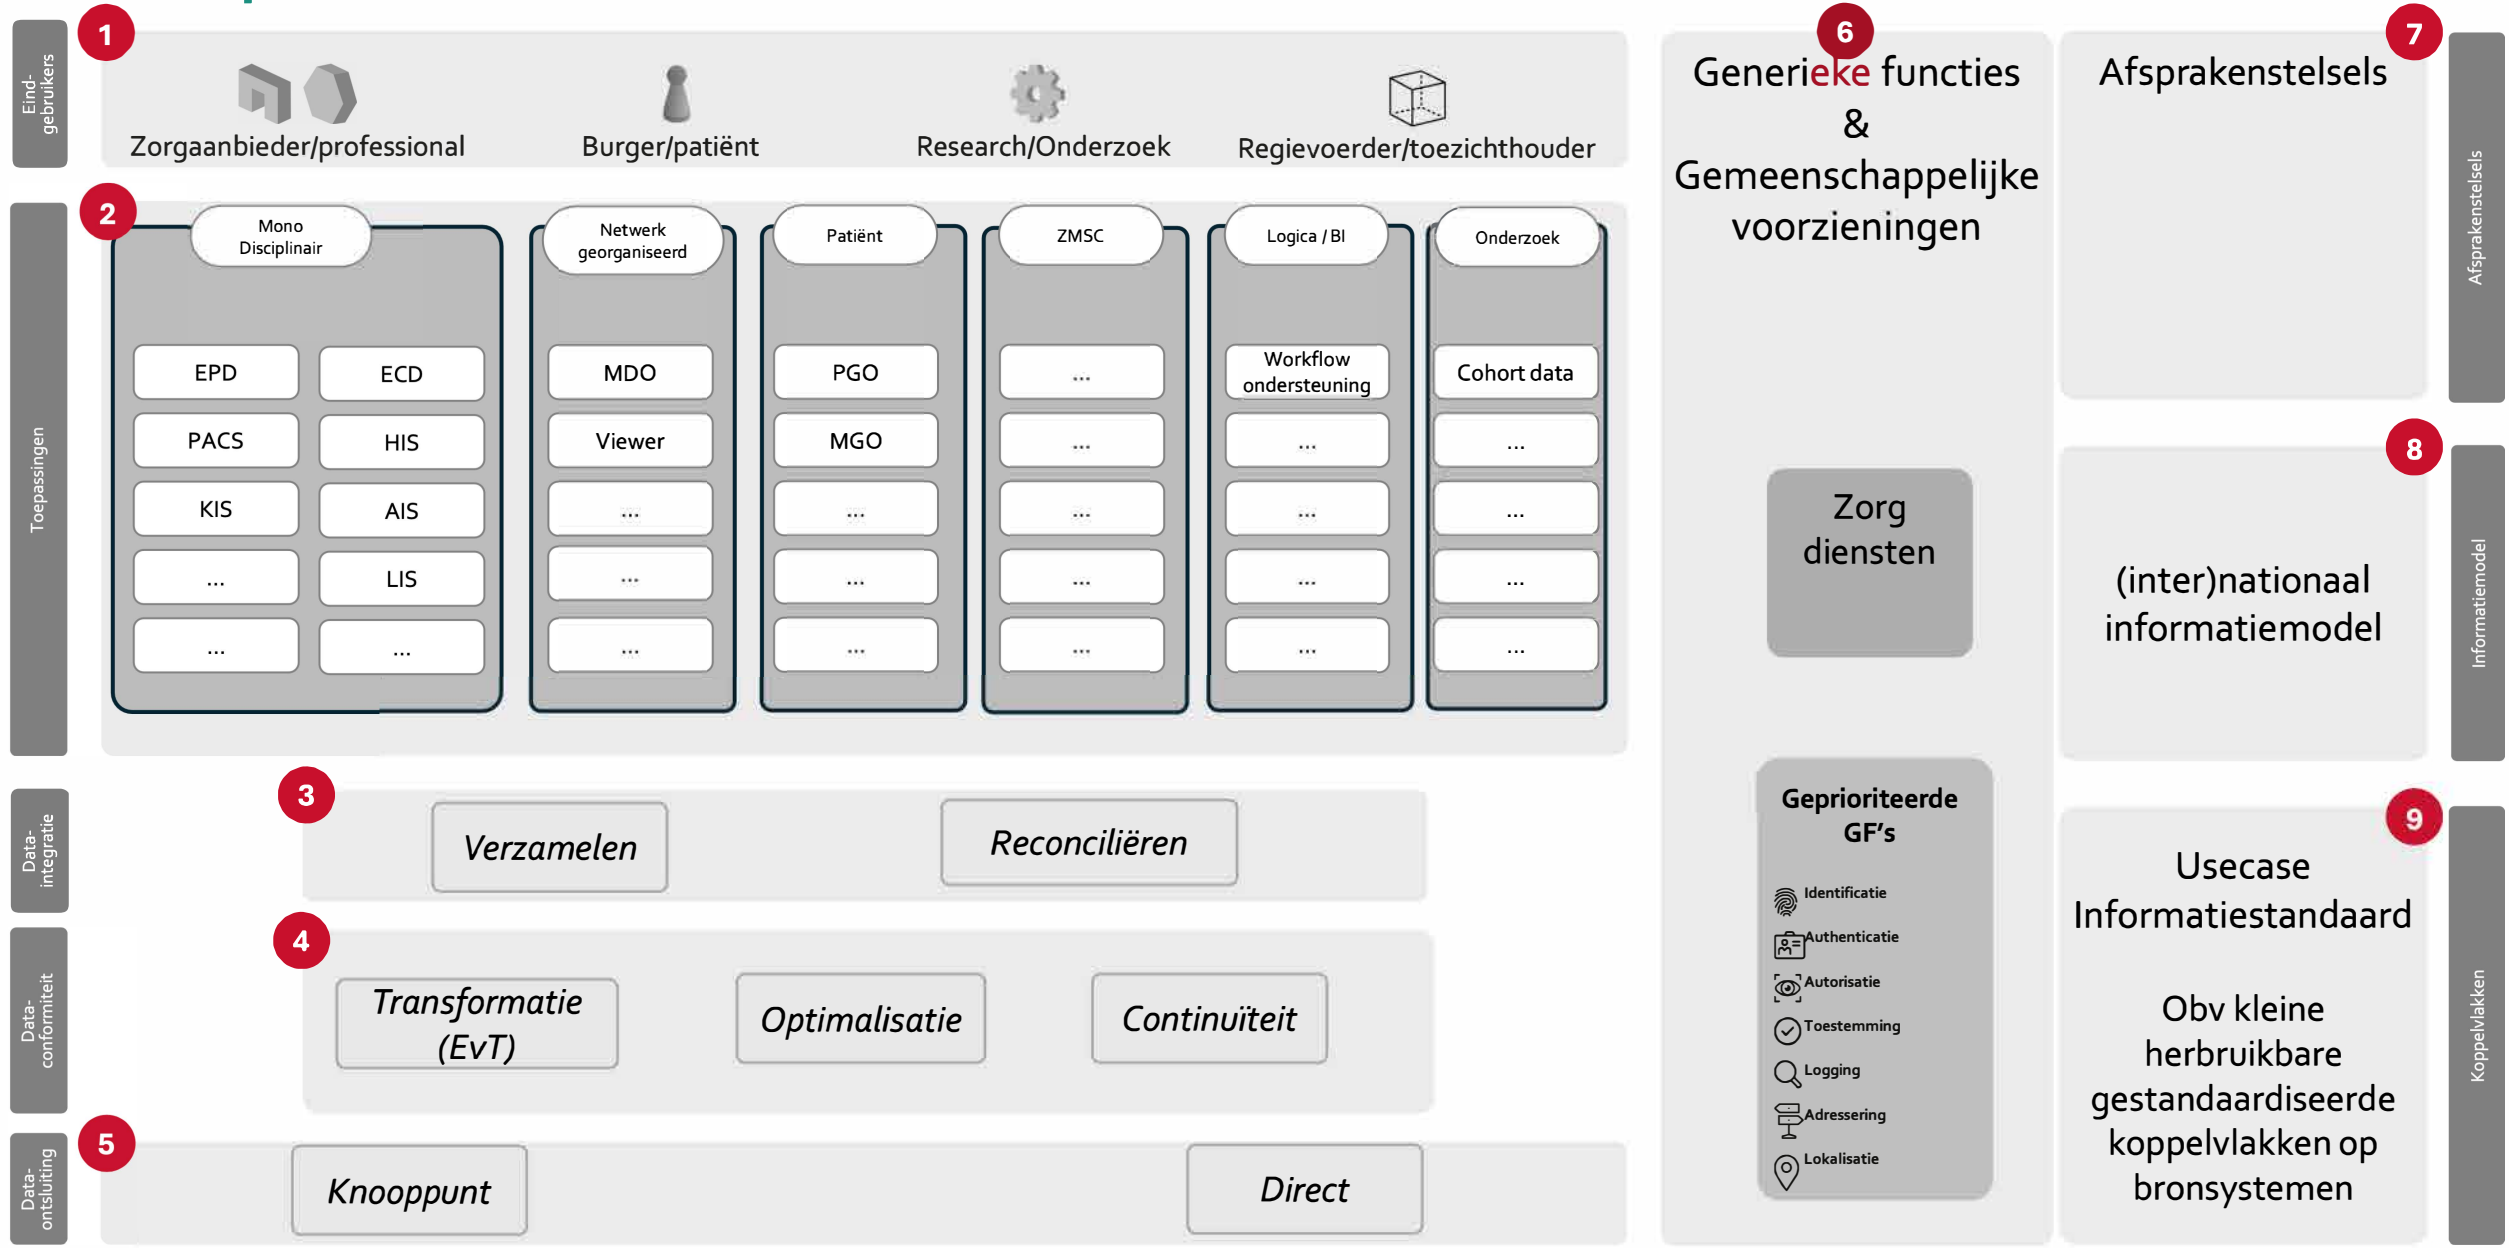 1
Eind-
gebruikers
Zorgaanbieder/professional
Burger/patiënt
Research/Onderzoek
Regievoerder/toezichthouder
2
Toepassingen
Mono
Disciplinair
EPD
ECD
PACS
HIS
KIS
AIS
...
LIS
...
...
Netwerk
georganiseerd
MDO
Viewer
...
...
...
Patiënt
PGO
MGO
...
...
...
ZMSC
...
...
...
...
...
Logica / BI
Workflow
ondersteuning
...
...
...
...
Onderzoek
Cohort data
...
...
...
...
3
Data-
integratie
Verzamelen
Reconciliëren
4
Data-
conformiteit
Transformatie
(EvT)
Optimalisatie
Continuïteit
5
Data-
ontsluiting
Knooppunt
Direct
6
Generieke functies
&
Gemeenschappelijke
voorzieningen
Zorg
diensten
Geprioriteerde
GF's
Identificatie
Authenticatie
Autorisatie
Toestemming
Logging
Adressering
Lokalisatie
7
Afsprakenstelsels
Afsprakenstelsels
8
(inter)nationaal
informatiemodel
Informatiemodel
9
Usecase
Informatiestandaard
Obv kleine
herbruikbare
gestandaardiseerde
koppelvlakken op
bronsystemen
Koppelvlakken